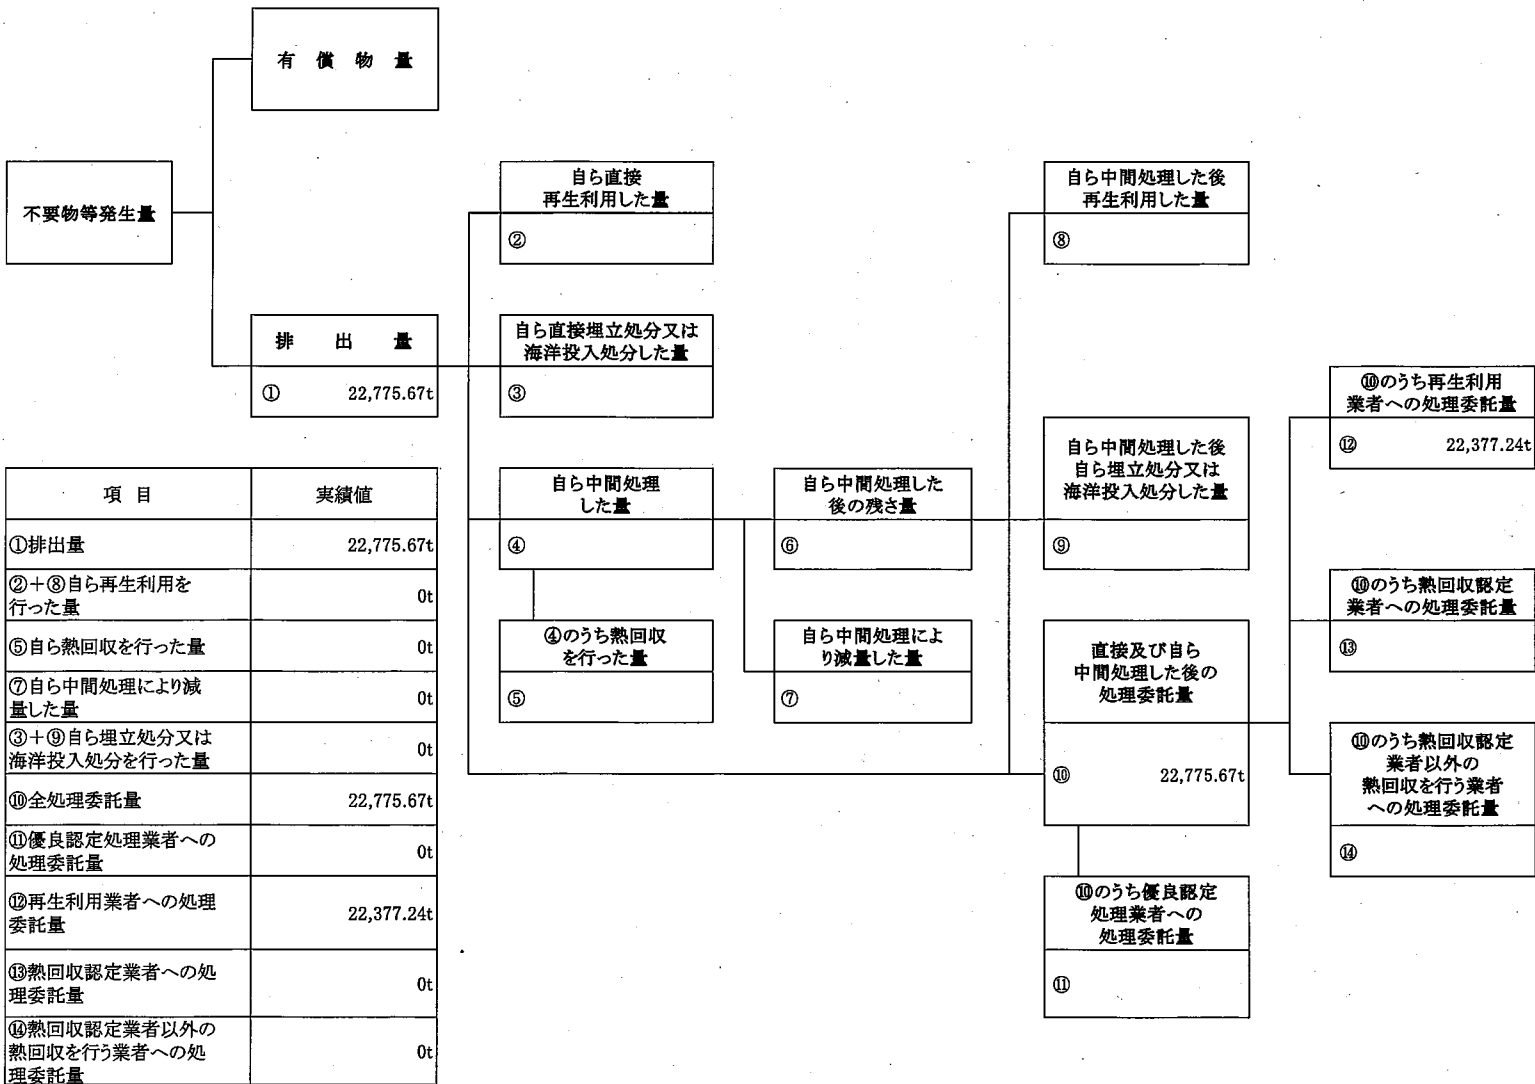 有償物量
不要物等発生量
排出量
① 22,775.67t
自ら直接
再生利用した量
②
自ら直接埋立処分又は
海洋投入処分した量
③
自ら中間処理
した量
④
④のうち熱回収
を行った量
⑤
自ら中間処理した
後の残さ量
⑥
自ら中間処理によ
り減量した量
⑦
自ら中間処理した後
再生利用した量
⑧
自ら中間処理した後
自ら埋立処分又は
海洋投入処分した量
⑨
直接及び自ら
中間処理した後の
処理委託量
⑩ 22,775.67t
⑩のうち優良認定
処理業者への
処理委託量
⑪
⑩のうち再生利用
業者への処理委託量
⑫ 22,377.24t
⑩のうち熱回収認定
業者への処理委託量
⑬
⑩のうち熱回収認定
業者以外の
熱回収を行う業者
への処理委託量
⑭
項目 実績値
①排出量 22,775.67t
②+⑧自ら再生利用を
行った量 0t
⑤自ら熱回収を行った量 0t
⑦自ら中間処理により減
量した量 0t
③+⑨自ら埋立処分又は
海洋投入処分を行った量 0t
⑩全処理委託量 22,775.67t
⑪優良認定処理業者への
処理委託量 0t
⑫再生利用業者への処理
委託量 22,377.24t
⑬熱回収認定業者への処
理委託量 0t
⑭熱回収認定業者以外の
熱回収を行う業者への処
理委託量 0t